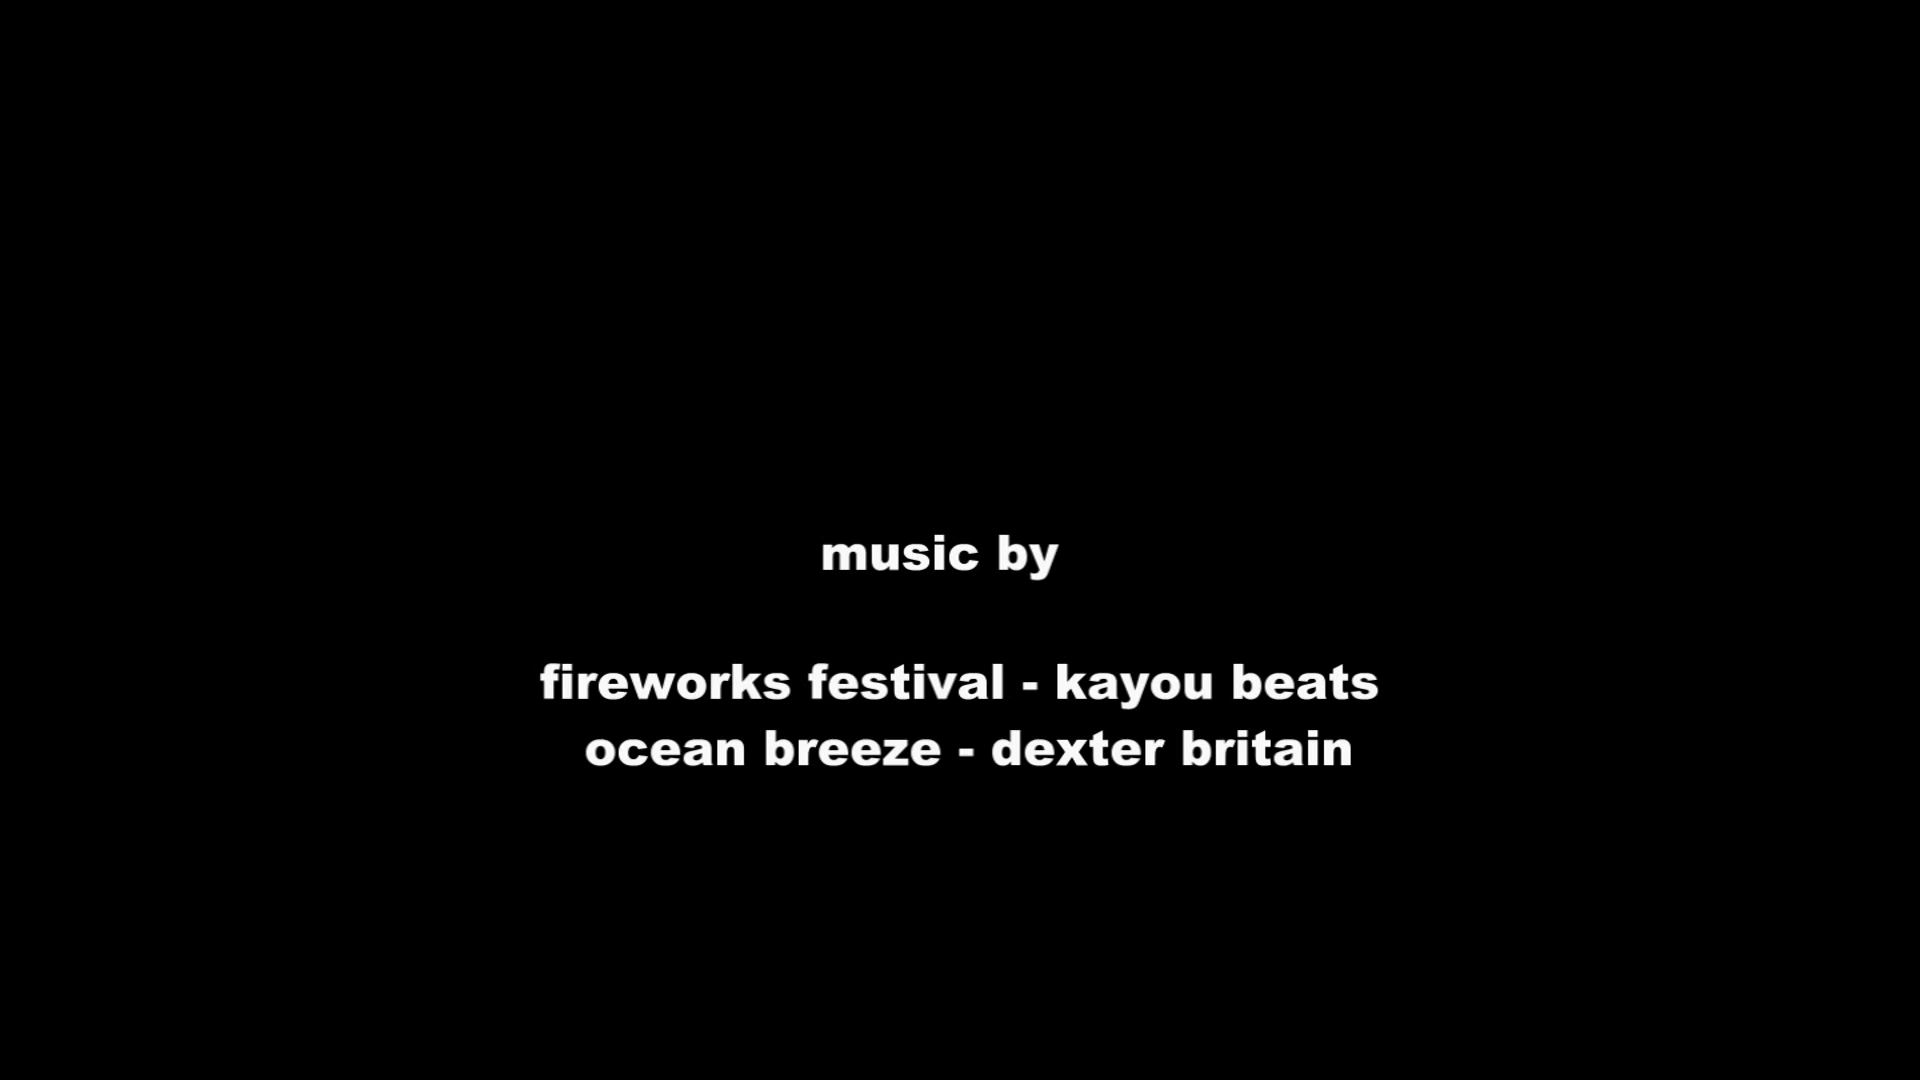 music by
fireworks festival - kayou beats
ocean breeze - dexter britain